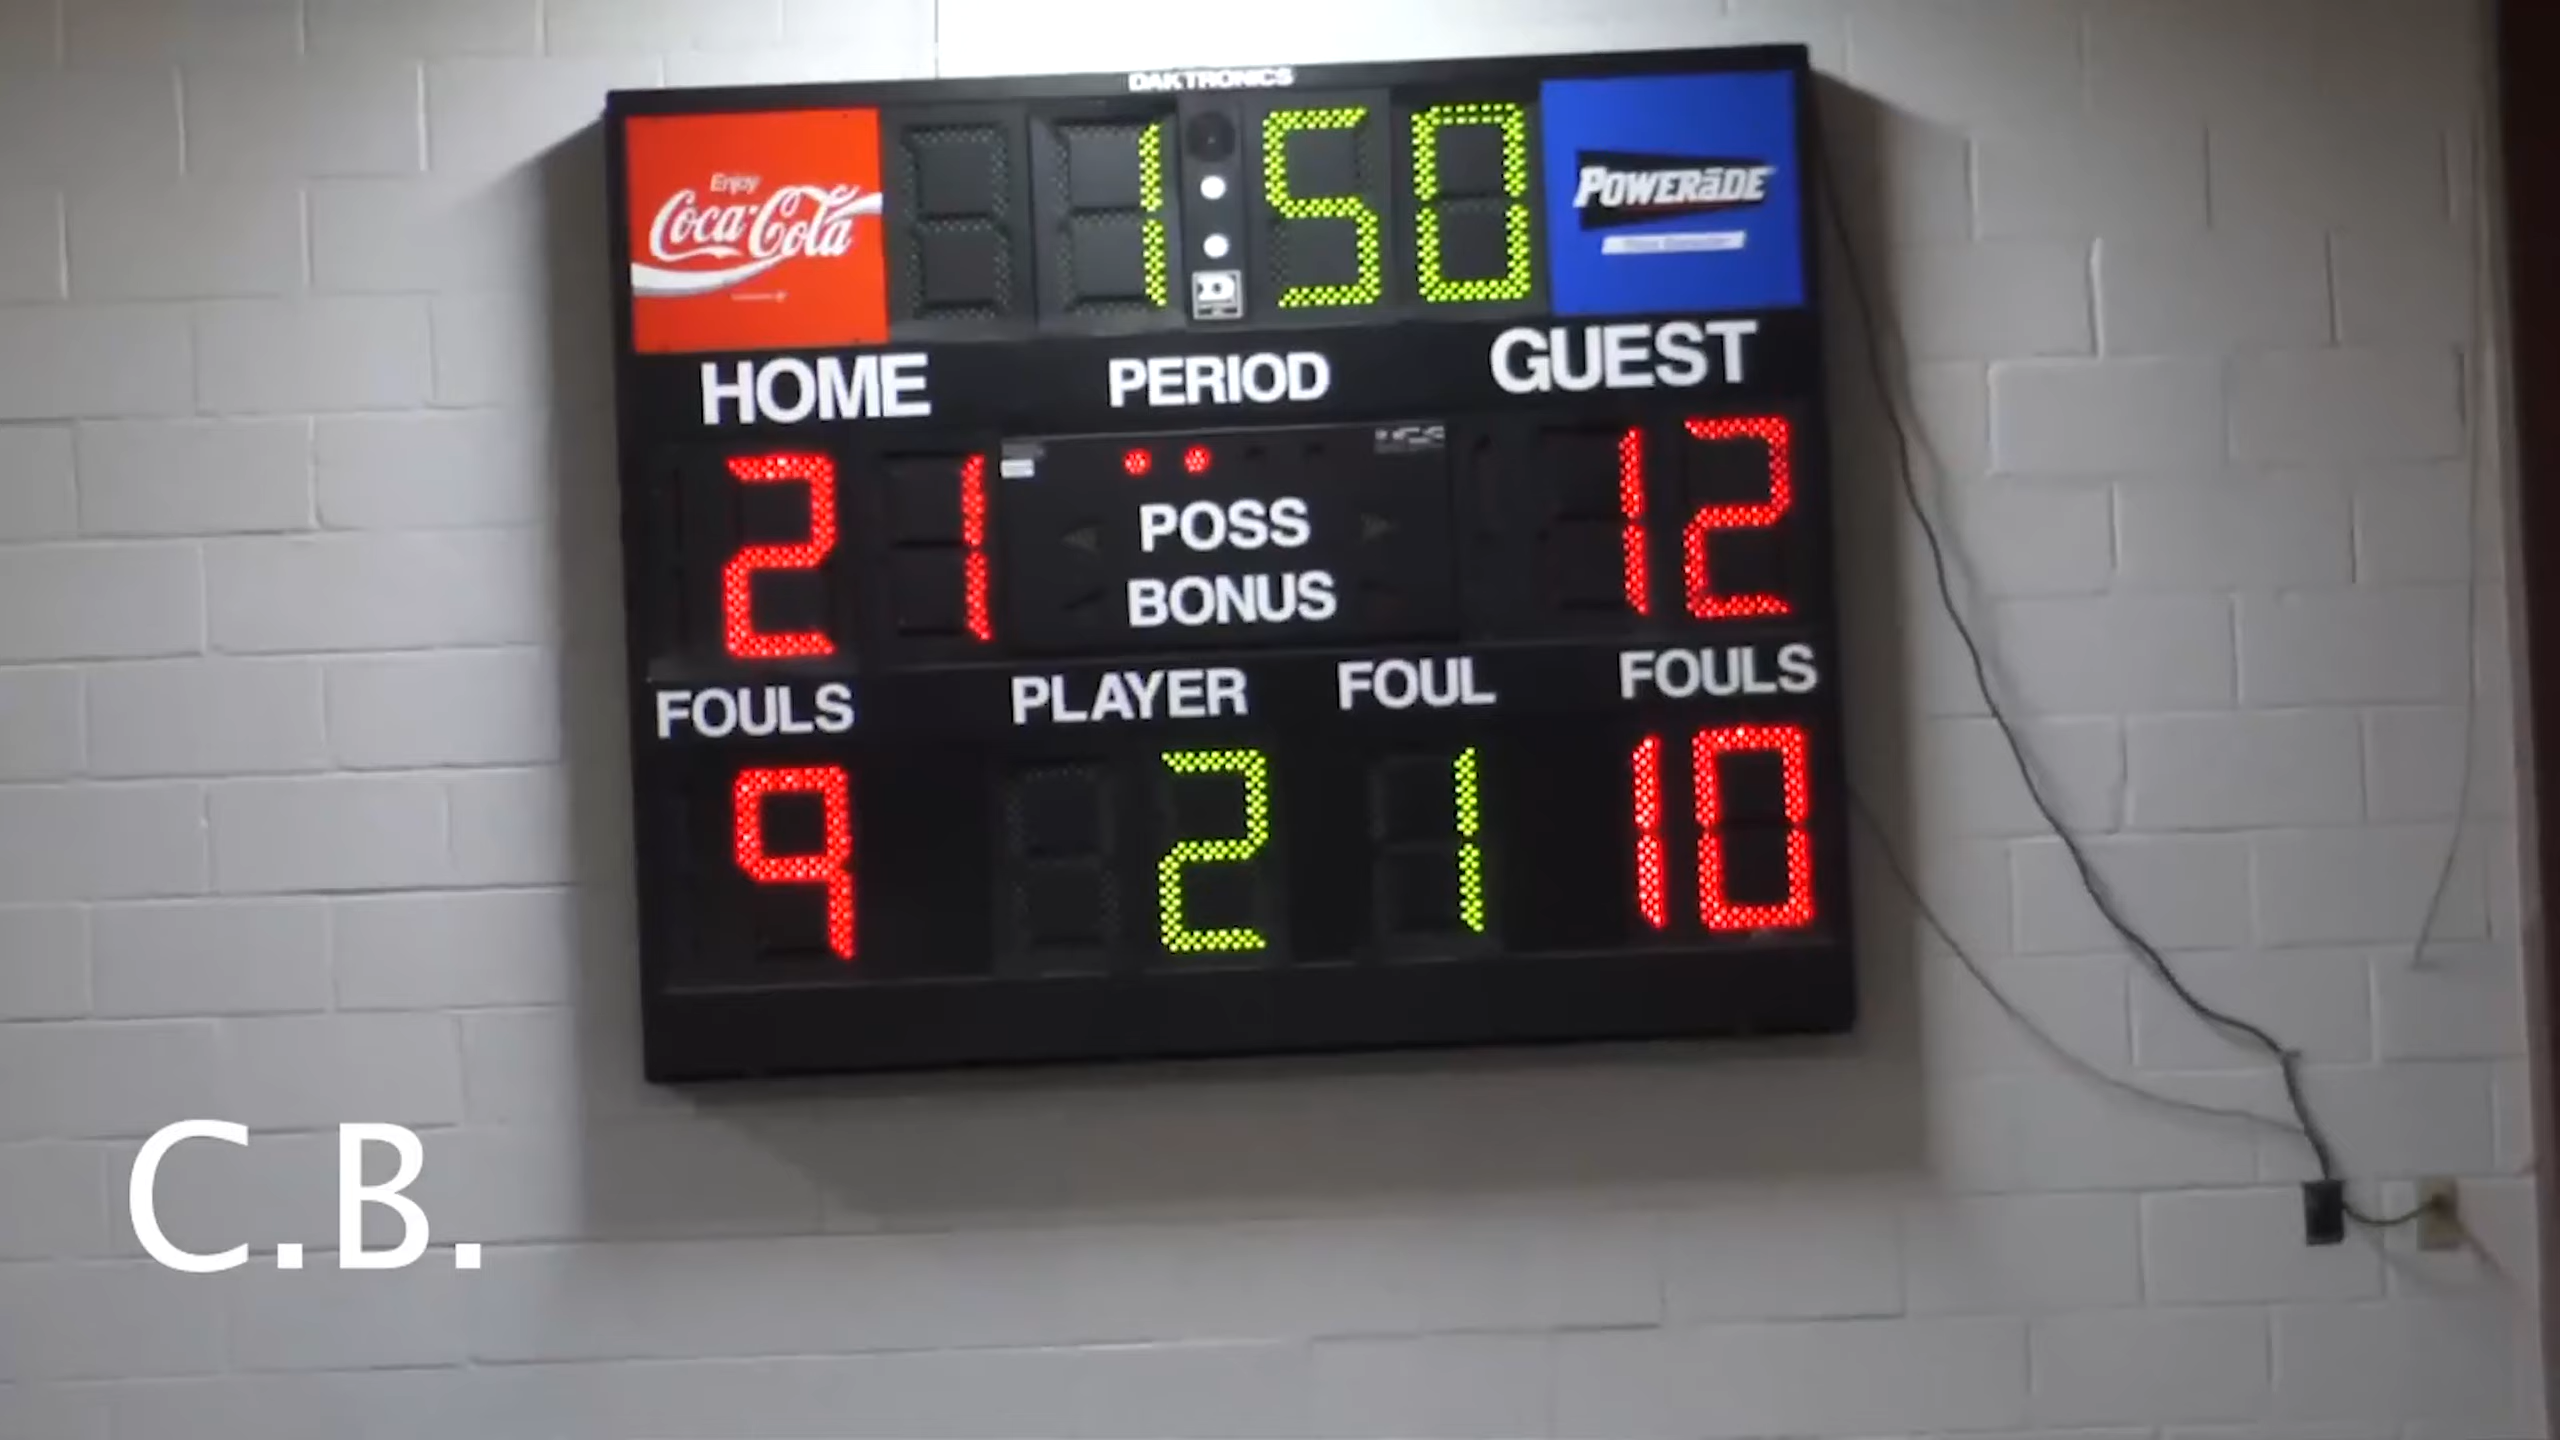 DAKTRONICS
Enjoy
Coca-Cola
1:50
POWERāDE
HOME PERIOD GUEST
21 12
POSS
BONUS
FOULS PLAYER FOUL FOULS
9 2 1 10
C.B.